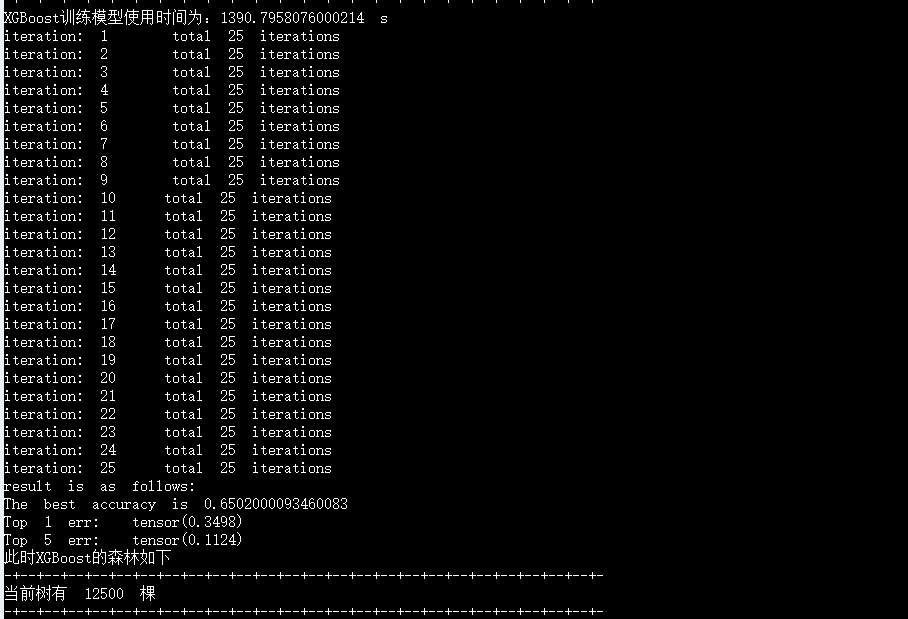 XGBoost训练模型使用时间为：1390.7958076000214 s
iteration: 1 total 25 iterations
iteration: 2 total 25 iterations
iteration: 3 total 25 iterations
iteration: 4 total 25 iterations
iteration: 5 total 25 iterations
iteration: 6 total 25 iterations
iteration: 7 total 25 iterations
iteration: 8 total 25 iterations
iteration: 9 total 25 iterations
iteration: 10 total 25 iterations
iteration: 11 total 25 iterations
iteration: 12 total 25 iterations
iteration: 13 total 25 iterations
iteration: 14 total 25 iterations
iteration: 15 total 25 iterations
iteration: 16 total 25 iterations
iteration: 17 total 25 iterations
iteration: 18 total 25 iterations
iteration: 19 total 25 iterations
iteration: 20 total 25 iterations
iteration: 21 total 25 iterations
iteration: 22 total 25 iterations
iteration: 23 total 25 iterations
iteration: 24 total 25 iterations
iteration: 25 total 25 iterations
result is as follows:
The best accuracy is 0.6502000093460083
Top 1 err: tensor(0.3498)
Top 5 err: tensor(0.1124)
此时XGBoost的森林如下
-+--+--+--+--+--+--+--+--+--+--+--+--+--+--+--+--+--+--+--+--+--+--+--+--+-
当前树有 12500 棵
-+--+--+--+--+--+--+--+--+--+--+--+--+--+--+--+--+--+--+--+--+--+--+--+--+-